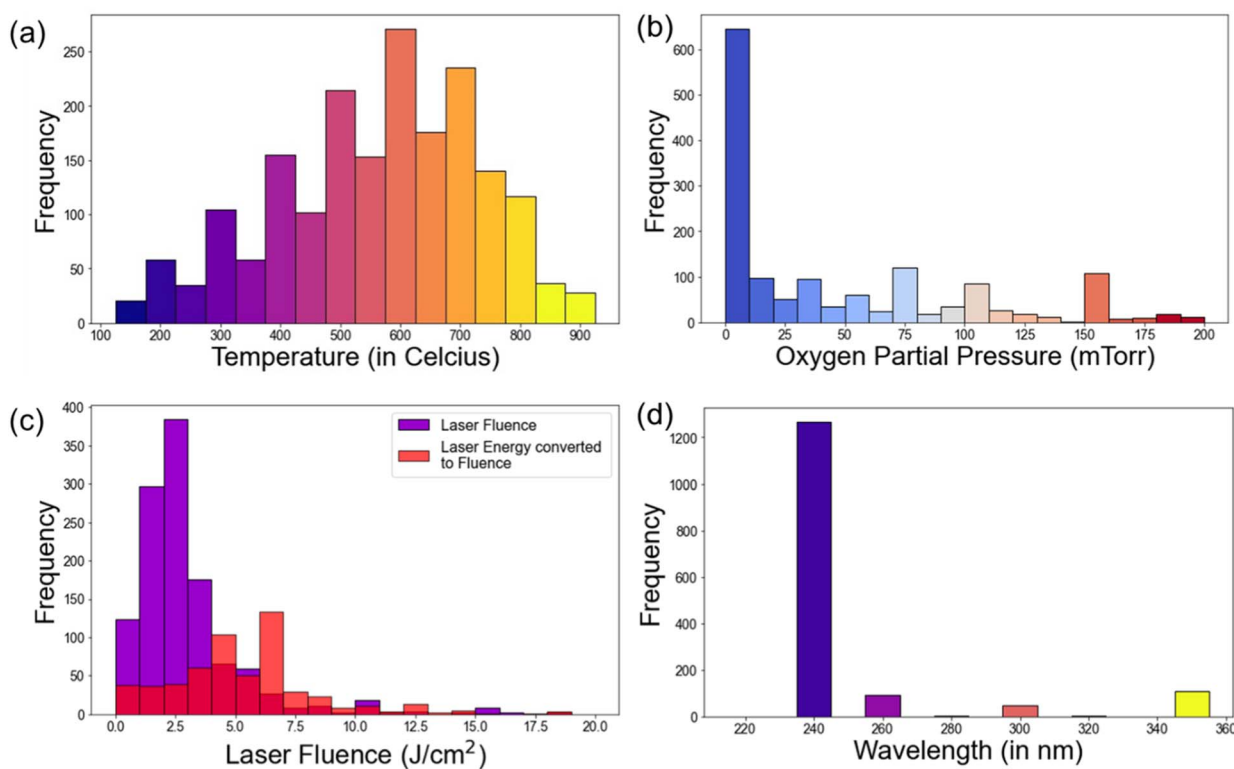 (a)
Frequency
250
200
150
100
50
0
100 200 300 400 500 600 700 800 900
Temperature (in Celcius)
(b)
Frequency
600
500
400
300
200
100
0
0 25 50 75 100 125 150 175 200
Oxygen Partial Pressure (mTorr)
(c)
Frequency
400
350
300
250
200
150
100
50
0
Laser Fluence
Laser Energy converted
to Fluence
0.0 2.5 5.0 7.5 10.0 12.5 15.0 17.5 20.0
Laser Fluence (J/cm²)
(d)
Frequency
1200
1000
800
600
400
200
0
220 240 260 280 300 320 340 360
Wavelength (in nm)